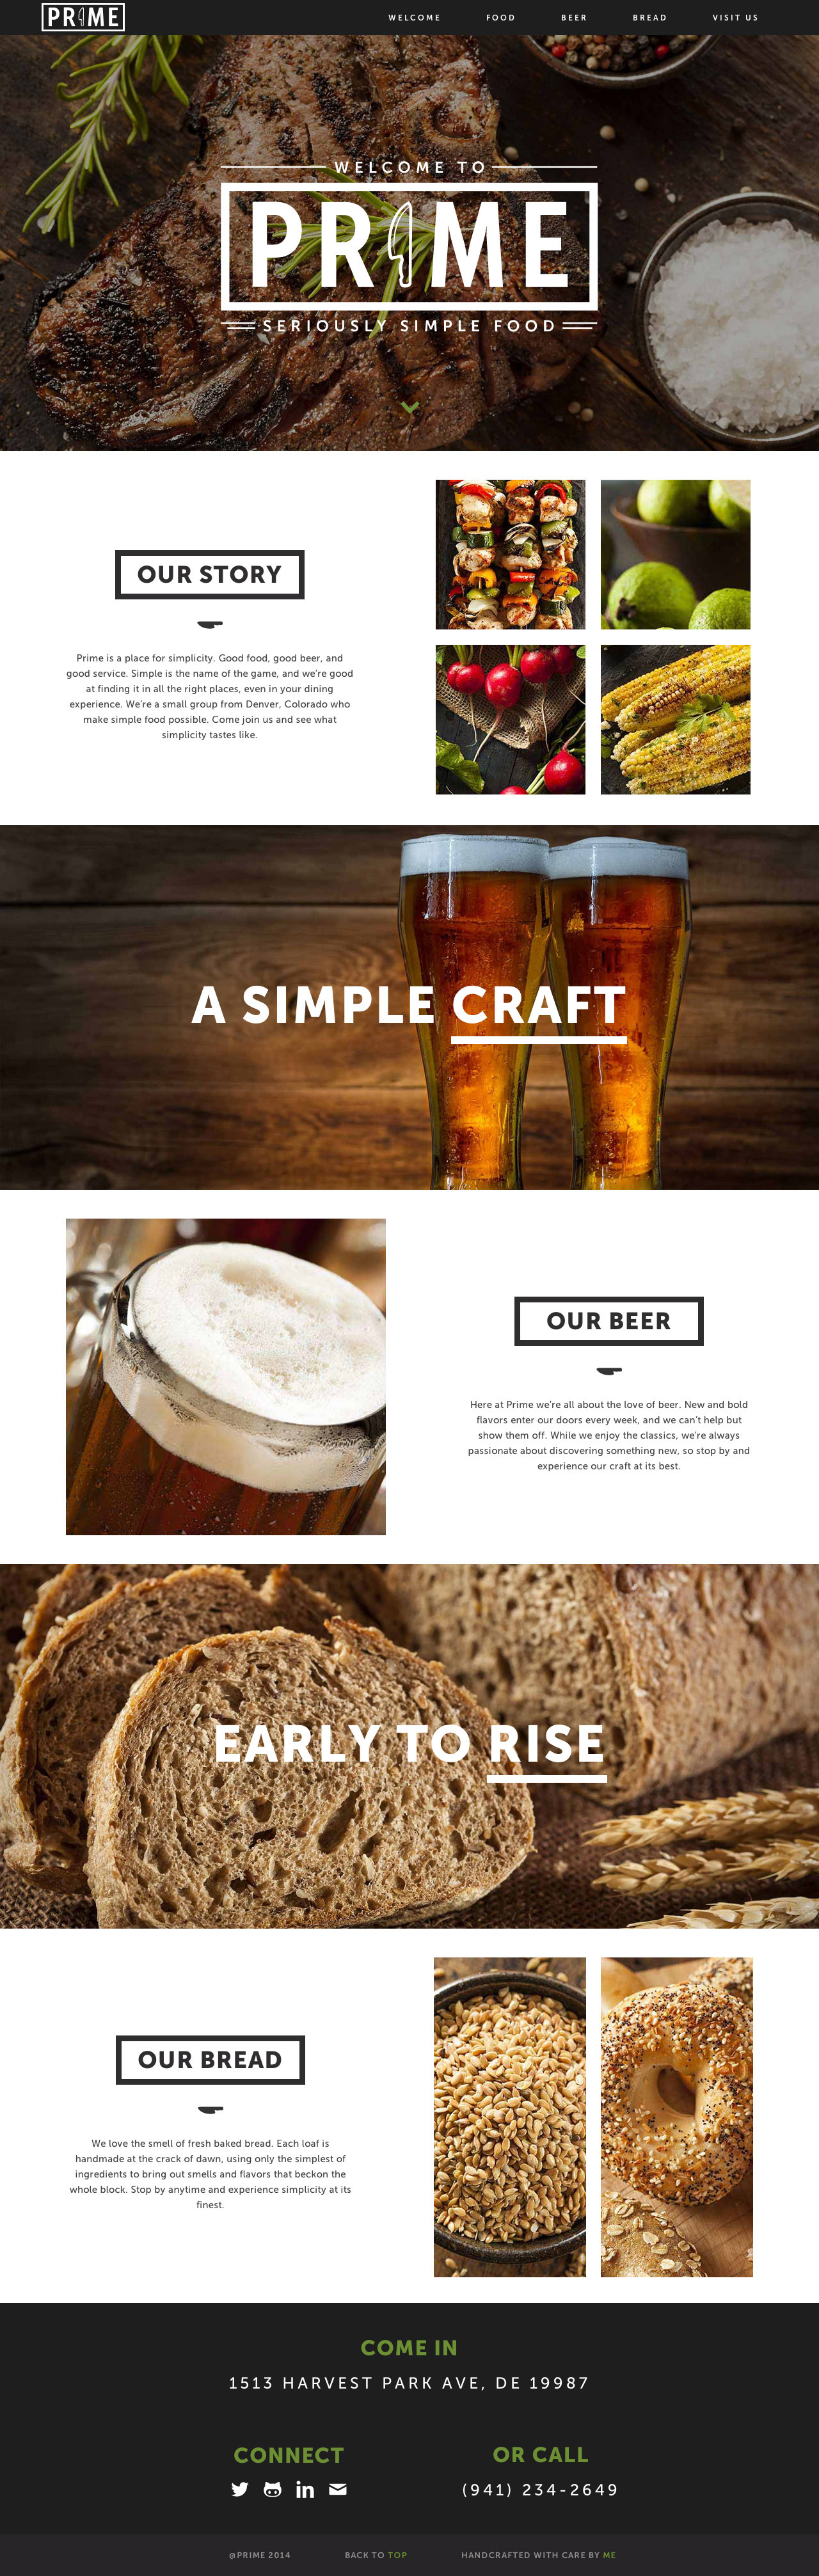 PRIME
WELCOME FOOD BEER BREAD VISIT US
WELCOME TO
PRIME
SERIOUSLY SIMPLE FOOD
OUR STORY
Prime is a place for simplicity. Good food, good beer, and
good service. Simple is the name of the game, and we're good
at finding it in all the right places, even in your dining
experience. We're a small group from Denver, Colorado who
make simple food possible. Come join us and see what
simplicity tastes like.
A SIMPLE CRAFT
OUR BEER
Here at Prime we're all about the love of beer. New and bold
flavors enter our doors every week, and we can't help but
show them off. While we enjoy the classics, we're always
passionate about discovering something new, so stop by and
experience our craft at its best.
EARLY TO RISE
OUR BREAD
We love the smell of fresh baked bread. Each loaf is
handmade at the crack of dawn, using only the simplest of
ingredients to bring out smells and flavors that beckon the
whole block. Stop by anytime and experience simplicity at its
finest.
COME IN
1513 HARVEST PARK AVE, DE 19987
CONNECT
OR CALL
(941) 234-2649
@PRIME 2014 BACK TO TOP HANDCRAFTED WITH CARE BY ME